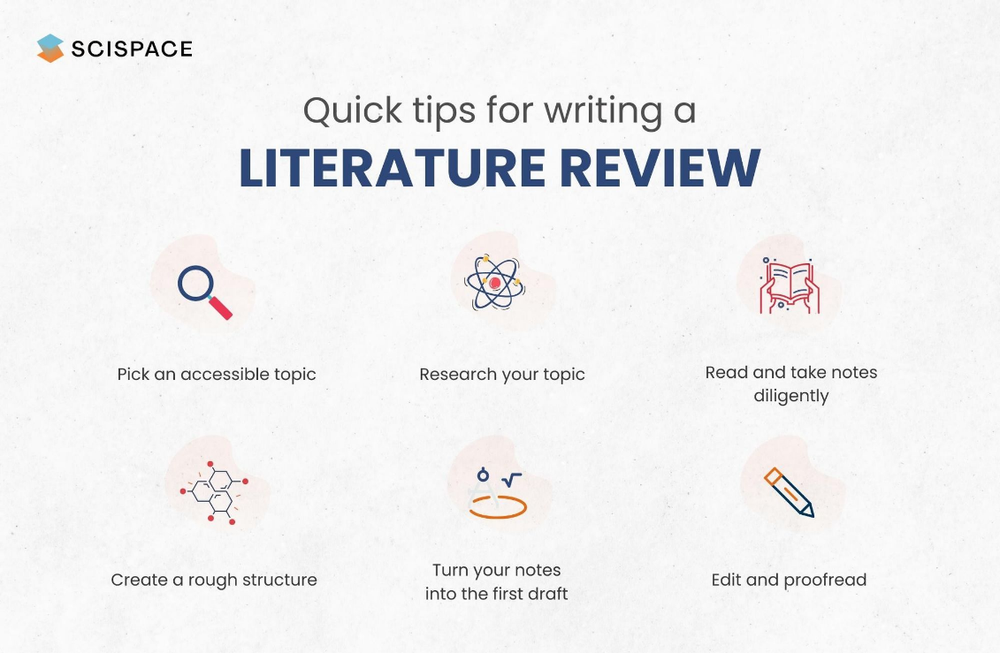 SCISPACE
Quick tips for writing a
LITERATURE REVIEW
Pick an accessible topic
Research your topic
Read and take notes
diligently
Create a rough structure
Turn your notes
into the first draft
Edit and proofread